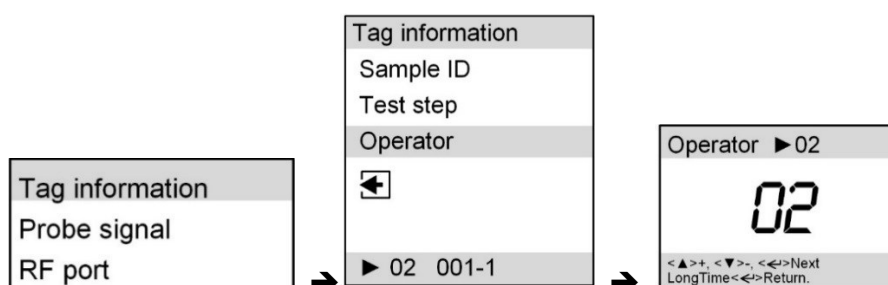 Tag information
Probe signal
RF port
Tag information
Sample ID
Test step
Operator
► 02 001-1
Operator ►02
02
<▲>+, <▼>-, <↵>Next
LongTime<↵>Return.